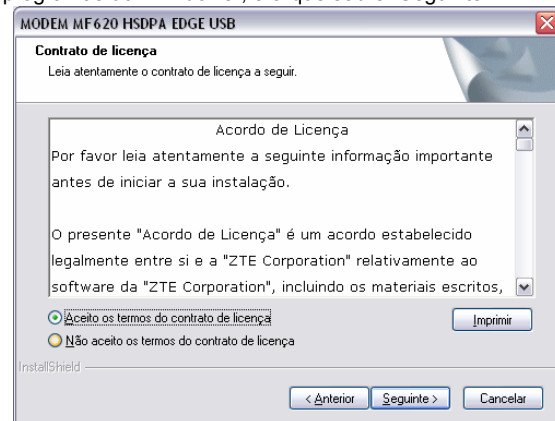 MODEM MF620 HSDPA EDGE USB
Contrato de licença
Leia atentamente o contrato de licença a seguir.
Acordo de Licença
Por favor leia atentamente a seguinte informação importante
antes de iniciar a sua instalação.
O presente "Acordo de Licença" é um acordo estabelecido
legalmente entre si e a "ZTE Corporation" relativamente ao
software da "ZTE Corporation", incluindo os materiais escritos,
Aceito os termos do contrato de licença
Imprimir
Não aceito os termos do contrato de licença
InstallShield
< Anterior Seguinte > Cancelar